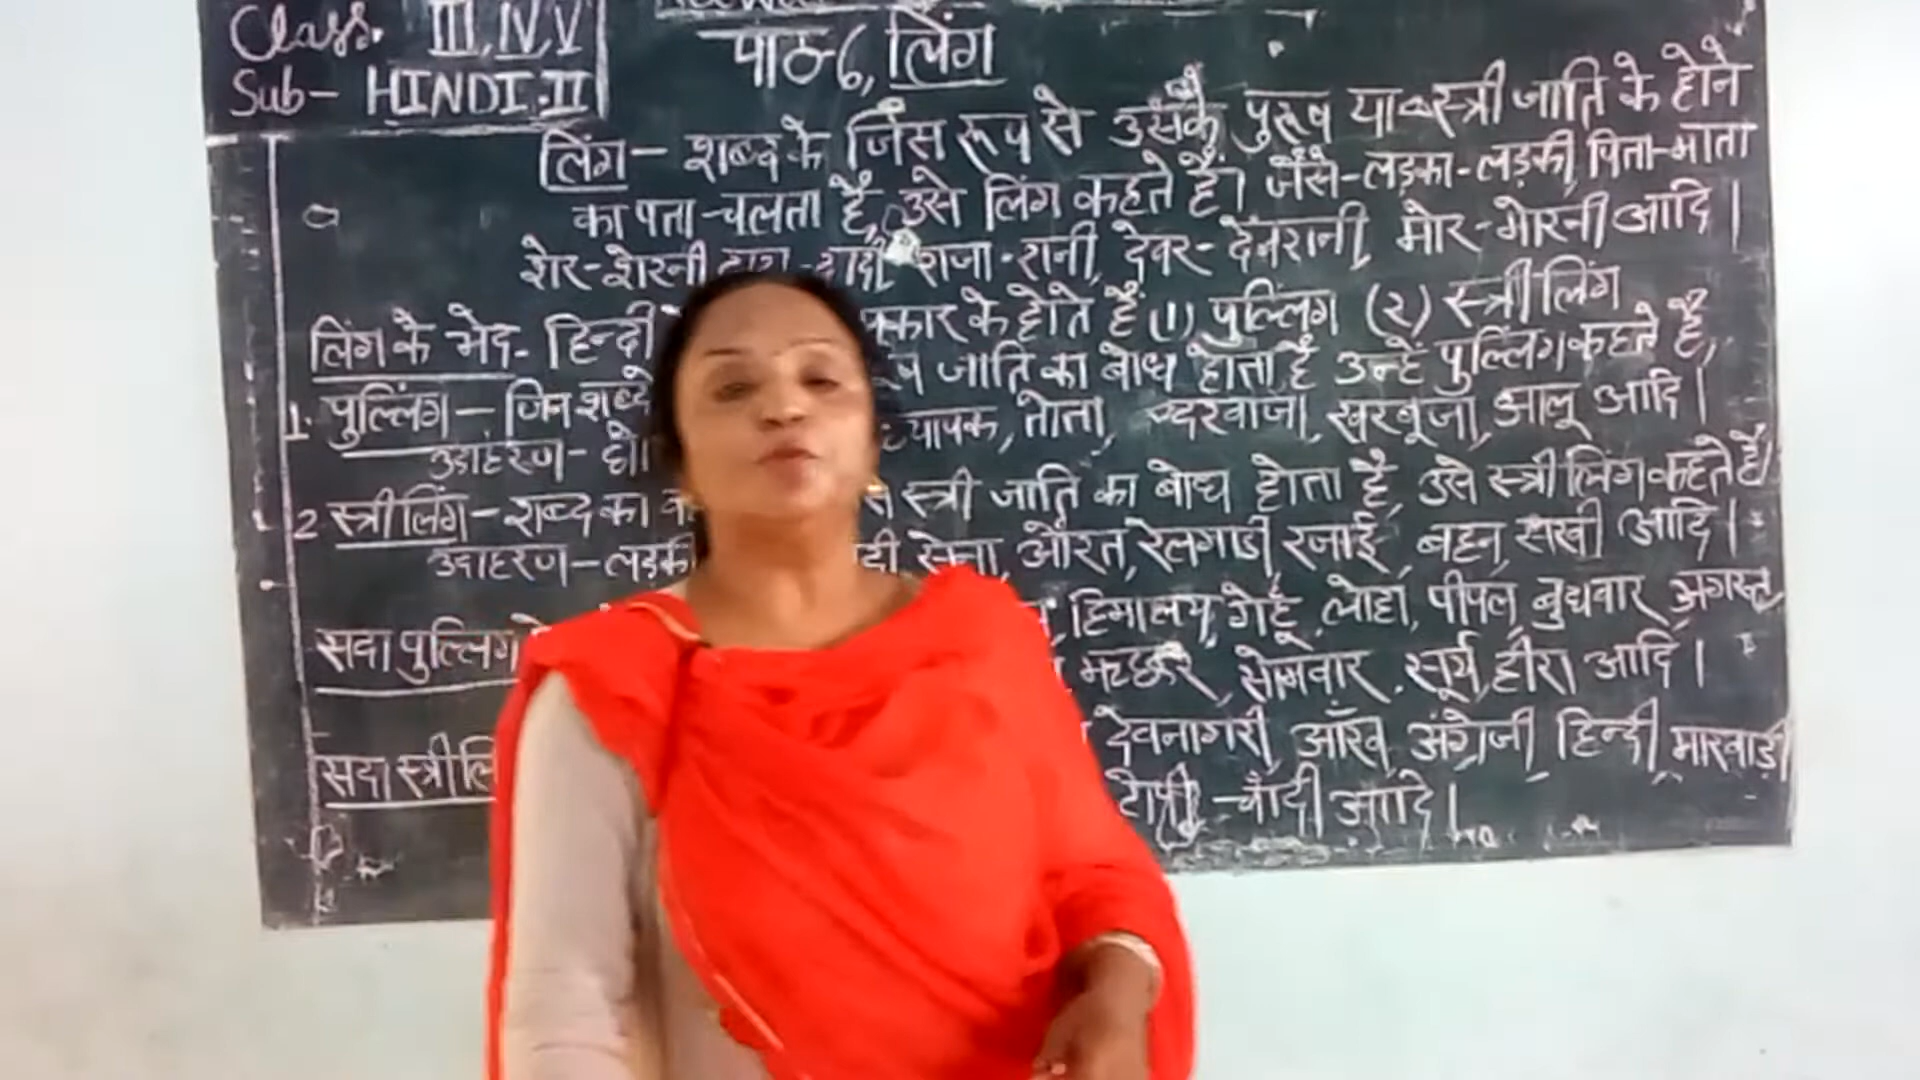 Class. III, IV, V
Sub- HINDI-II
पाठ-6, लिंग
लिंग- शब्द के जिस रूप से उसके पुरुष या स्त्री जाति के होने
का पता चलता है, उसे लिंग कहते हैं। जैसे-लड़का-लड़की, पिता-माता
शेर-शेरनी दादा-दादी, राजा-रानी, देवर-देवरानी, मोर-मोरनी आदि।
लिंग के भेद- हिन्दी प्रकार के होते हैं (1) पुल्लिंग (२) स्त्रीलिंग
1. पुल्लिंग- जिन शब्दों जाति का बोध होता है उन्हें पुल्लिंग कहते हैं,
उदाहरण- तोता, दरवाजा, खरबूजा, आलू आदि।
2 स्त्रीलिंग- शब्द का स्त्री जाति का बोध होता है, उसे स्त्रीलिंग कहते हैं।
उदाहरण-लड़की सेना, औरत, रेलगाडी, रजाई, बहन, सखी आदि।
सदा पुल्लिंग हिमालय, गेहूँ, लोहा, पीपल, बुधवार, अगस्त,
मच्छर, सोमवार, सूर्य, हीरा आदि।
सदा देवनागरी, आँख, अंग्रेजी, हिन्दी, मारवाड़ी
टोपी, चाँदी आदि।